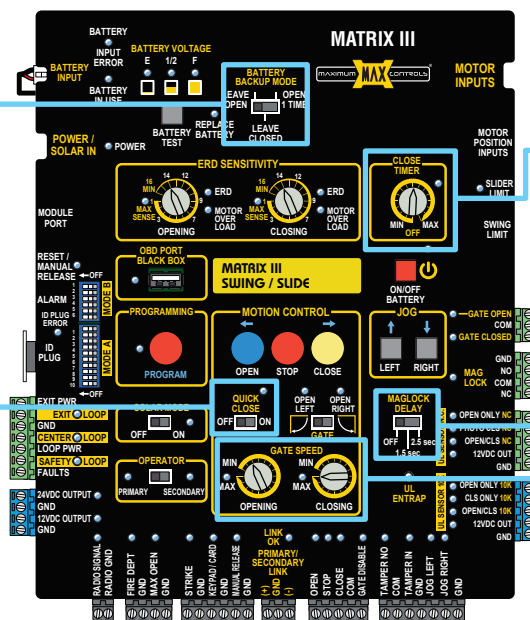 MATRIX III
MAXIMUM MAX CONTROLS
BATTERY
INPUT
ERROR
BATTERY VOLTAGE
E 1/2 F
BATTERY
INPUT
BATTERY
IN USE
BATTERY
TEST
REPLACE
BATTERY
BATTERY
BACKUP MODE
LEAVE
OPEN
OPEN
1 TIME
LEAVE
CLOSED
MOTOR
INPUTS
POWER /
SOLAR IN
POWER
MOTOR
POSITION
INPUTS
SLIDER
LIMIT
SWING
LIMIT
MODULE
PORT
ERD SENSITIVITY
16
MIN
14 12
9
7
3
1
MAX
SENSE
OPENING
ERD
MOTOR
OVER
LOAD
16
MIN
14 12
9
7
3
1
MAX
SENSE
CLOSING
ERD
MOTOR
OVER
LOAD
CLOSE
TIMER
MIN MAX
OFF
RESET /
MANUAL
RELEASE
OFF
ALARM
MODE B
ID PLUG
ERROR
ID
PLUG
MODE A
OFF
OBD PORT
BLACK BOX
MATRIX III
SWING / SLIDE
ON/OFF
BATTERY
PROGRAMMING
PROGRAM
MOTION CONTROL
OPEN STOP CLOSE
JOG
LEFT RIGHT
GATE OPEN
COM
GATE CLOSED
MAG
LOCK
GND
NO
COM
NC
EXIT PWR
EXIT LOOP
GND
CENTER LOOP
LOOP PWR
SAFETY LOOP
FAULTS
SOLAR MODE
OFF ON
QUICK
CLOSE
OFF ON
OPEN
LEFT
OPEN
RIGHT
GATE
MAGLOCK
DELAY
OFF 2.5 sec
1.5 sec
OPEN ONLY NC
OPEN/CLS NC
12VDC OUT
GND
OPERATOR
PRIMARY SECONDARY
GATE SPEED
MIN
MAX
OPENING
MIN
MAX
CLOSING
UL
ENTRAP
UL SENSOR
OPEN ONLY 10K
CLS ONLY 10K
OPEN/CLS 10K
12VDC OUT
GND
24VDC OUTPUT
GND
12VDC OUTPUT
GND
LINK
OK
PRIMARY/
SECONDARY
LINK
RADIO SIGNAL
RADIO GND
FIRE DEPT
GND
MAX OPEN
GND
STRIKE
GND
KEYPAD / CARD
GND
MANUAL RELEASE
GND
(+)
GND
(-)
OPEN
STOP
CLOSE
COM
GATE DISABLE
TAMPER NO
COM
TAMPER IN
GND
JOG LEFT
JOG RIGHT
GND